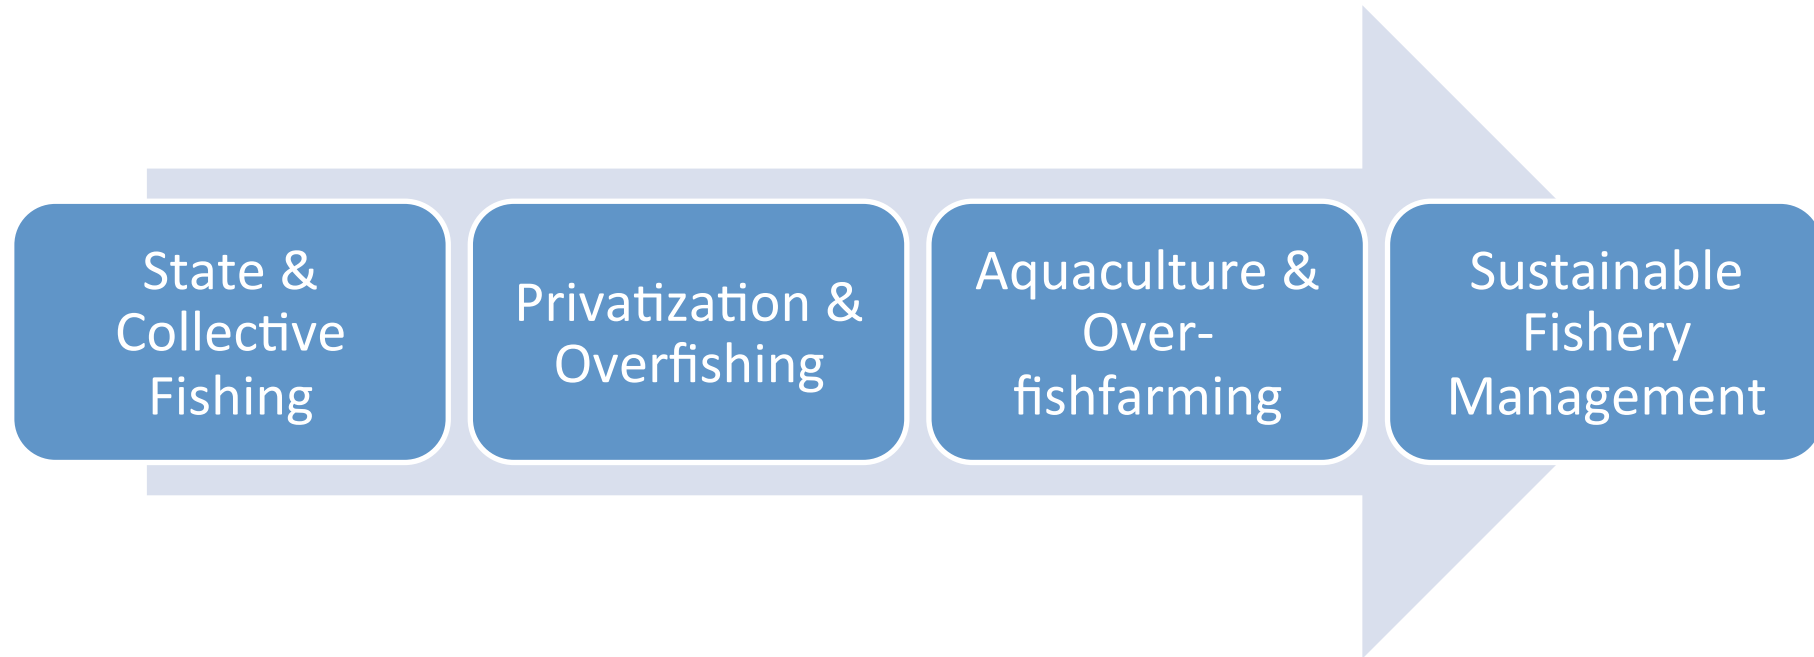 State &
Collective
Fishing
Privatization &
Overfishing
Aquaculture &
Over-
fishfarming
Sustainable
Fishery
Management